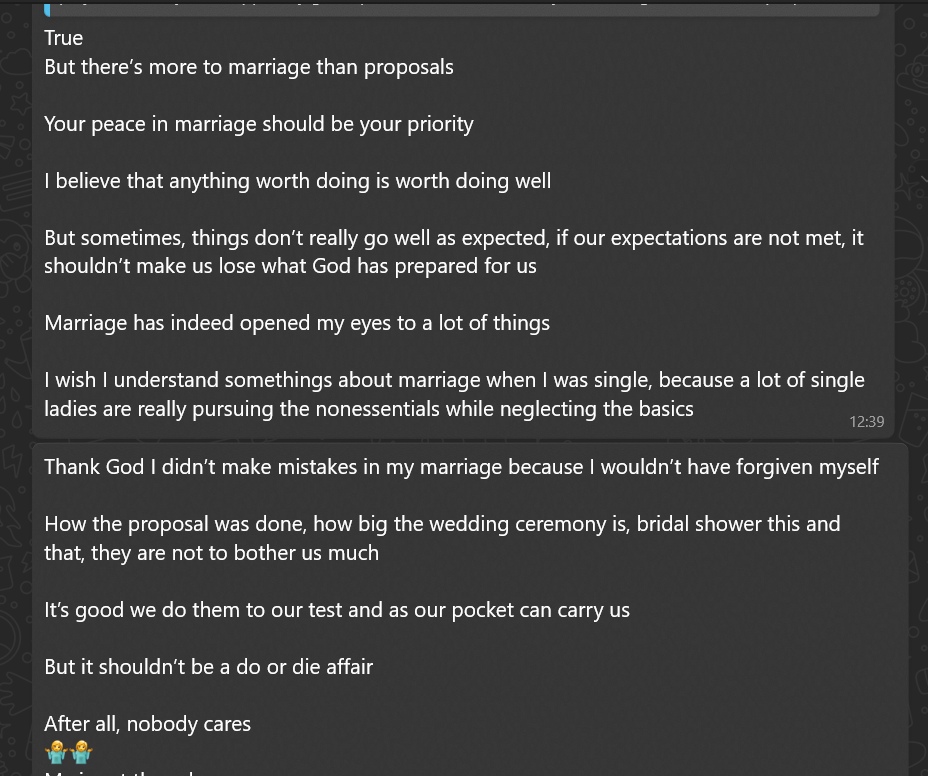 True
But there’s more to marriage than proposals
Your peace in marriage should be your priority
I believe that anything worth doing is worth doing well
But sometimes, things don’t really go well as expected, if our expectations are not met, it
shouldn’t make us lose what God has prepared for us
Marriage has indeed opened my eyes to a lot of things
I wish I understand somethings about marriage when I was single, because a lot of single
ladies are really pursuing the nonessentials while neglecting the basics
12:39
Thank God I didn’t make mistakes in my marriage because I wouldn’t have forgiven myself
How the proposal was done, how big the wedding ceremony is, bridal shower this and
that, they are not to bother us much
It’s good we do them to our test and as our pocket can carry us
But it shouldn’t be a do or die affair
After all, nobody cares
🤷‍♀️🤷‍♀️